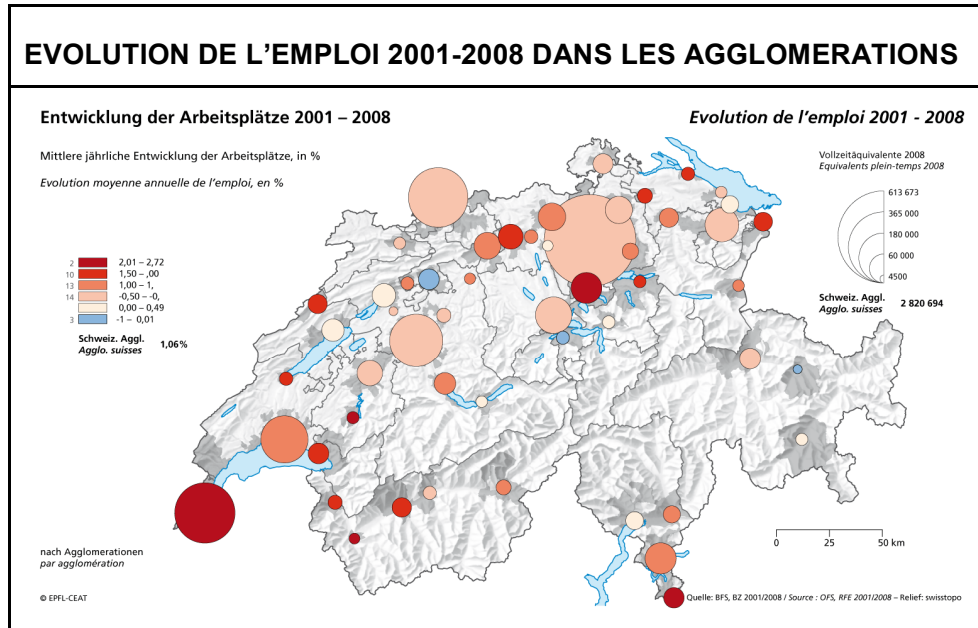 EVOLUTION DE L'EMPLOI 2001-2008 DANS LES AGGLOMERATIONS
Entwicklung der Arbeitsplätze 2001 – 2008
Evolution de l'emploi 2001 - 2008
Mittlere jährliche Entwicklung der Arbeitsplätze, in %
Evolution moyenne annuelle de l'emploi, en %
Vollzeitäquivalente 2008
Equivalents plein-temps 2008
613 673
365 000
180 000
60 000
4500
Schweiz. Aggl.
Agglo. suisses
2 820 694
2 2,01 – 2,72
10 1,50 – ,00
13 1,00 – 1,
14 -0,50 – -0,
0,00 – 0,49
3 -1 – 0,01
Schweiz. Aggl.
Agglo. suisses
1,06%
nach Agglomerationen
par agglomération
0 25 50 km
© EPFL-CEAT
Quelle: BFS, BZ 2001/2008 / Source : OFS, RFE 2001/2008 – Relief: swisstopo